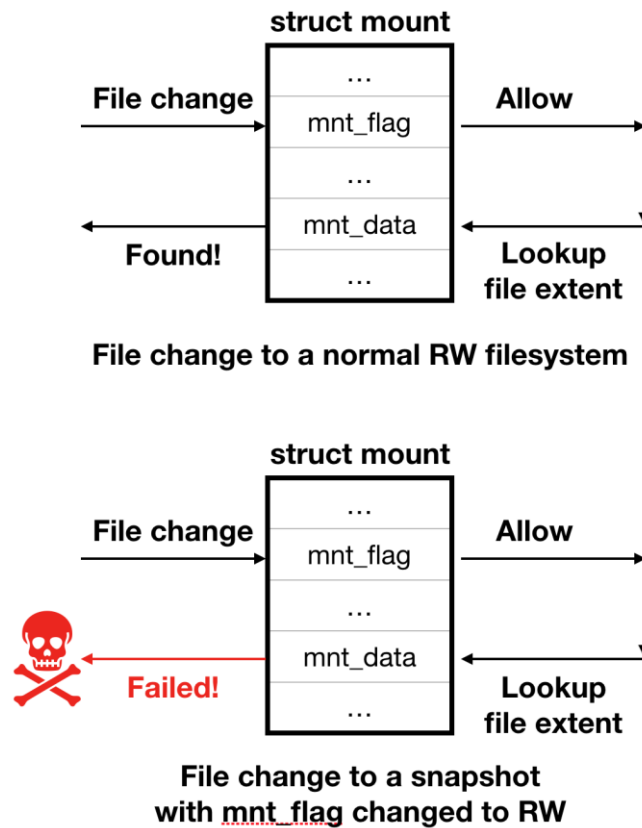 struct mount
...
File change
mnt_flag
Allow
...
mnt_data
Found!
Lookup
file extent
...
File change to a normal RW filesystem
struct mount
...
File change
mnt_flag
Allow
...
mnt_data
Failed!
Lookup
file extent
...
File change to a snapshot
with mnt_flag changed to RW